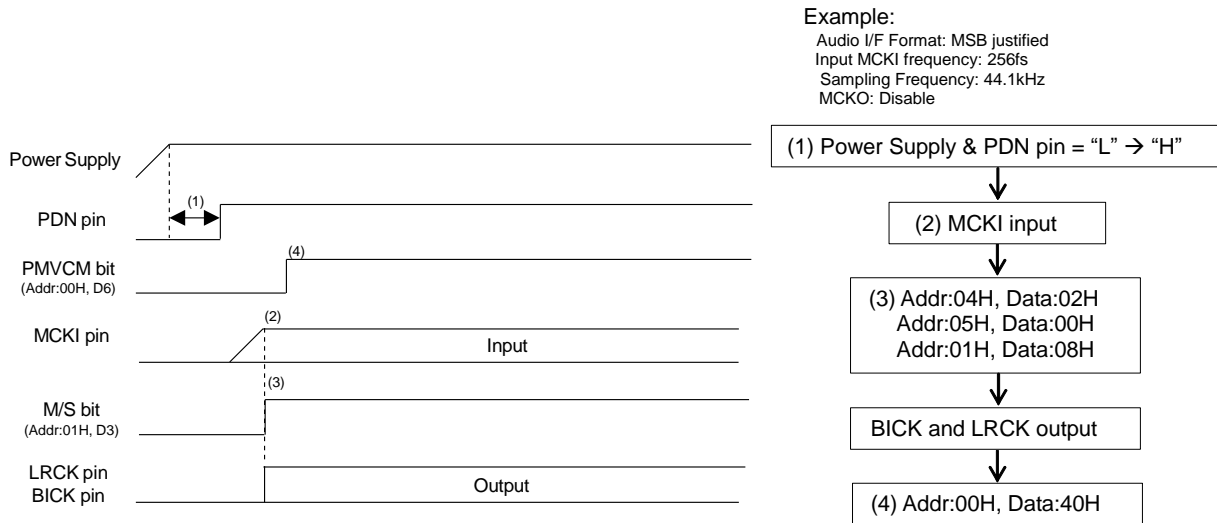 Example:
Audio I/F Format: MSB justified
Input MCKI frequency: 256fs
Sampling Frequency: 44.1kHz
MCKO: Disable
Power Supply
(1)
PDN pin
PMVCM bit
(Addr:00H, D6)
(4)
MCKI pin
(2)
Input
M/S bit
(Addr:01H, D3)
(3)
LRCK pin
BICK pin
Output
(1) Power Supply & PDN pin = “L” → “H”
(2) MCKI input
(3) Addr:04H, Data:02H
Addr:05H, Data:00H
Addr:01H, Data:08H
BICK and LRCK output
(4) Addr:00H, Data:40H